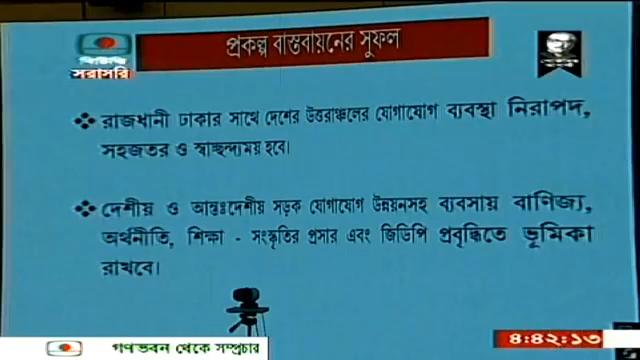 প্রকল্প বাস্তবায়নের সুফল
বিটিভি
সরাসরি
❖ রাজধানী ঢাকার সাথে দেশের উত্তরাঞ্চলের যোগাযোগ ব্যবস্থা নিরাপদ,
সহজতর ও স্বাচ্ছন্দ্যময় হবে।
❖ দেশীয় ও আন্তঃদেশীয় সড়ক যোগাযোগ উন্নয়নসহ ব্যবসায় বাণিজ্য,
অর্থনীতি, শিক্ষা - সংস্কৃতির প্রসার এবং জিডিপি প্রবৃদ্ধিতে ভূমিকা
রাখবে।
গণভবন থেকে সম্প্রচার
৪:৪২:১৩